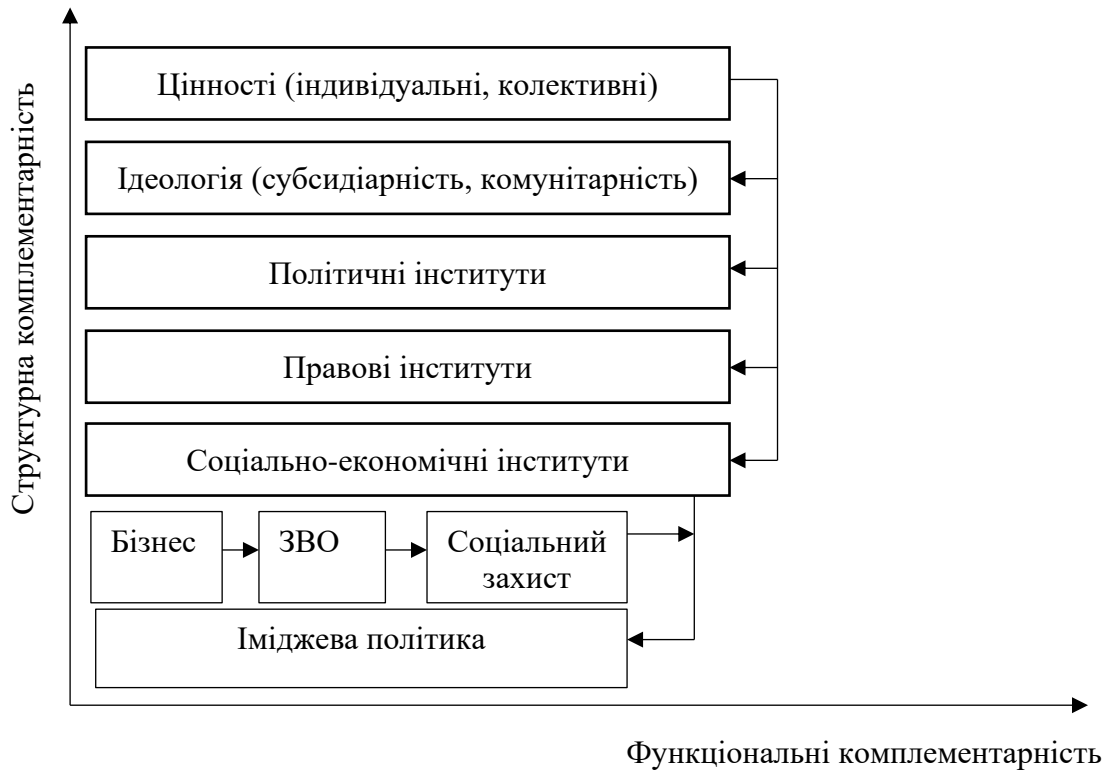 Структурна комплементарність
Цінності (індивідуальні, колективні)
Ідеологія (субсидіарність, комунітарність)
Політичні інститути
Правові інститути
Соціально-економічні інститути
Бізнес
ЗВО
Соціальний
захист
Іміджева політика
Функціональні комплементарність